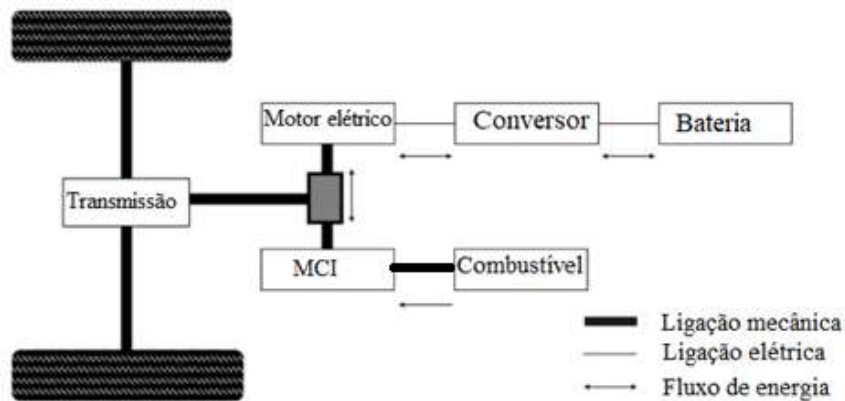 Motor elétrico
Conversor
Bateria
Transmissão
MCI
Combustível
Ligação mecânica
Ligação elétrica
Fluxo de energia